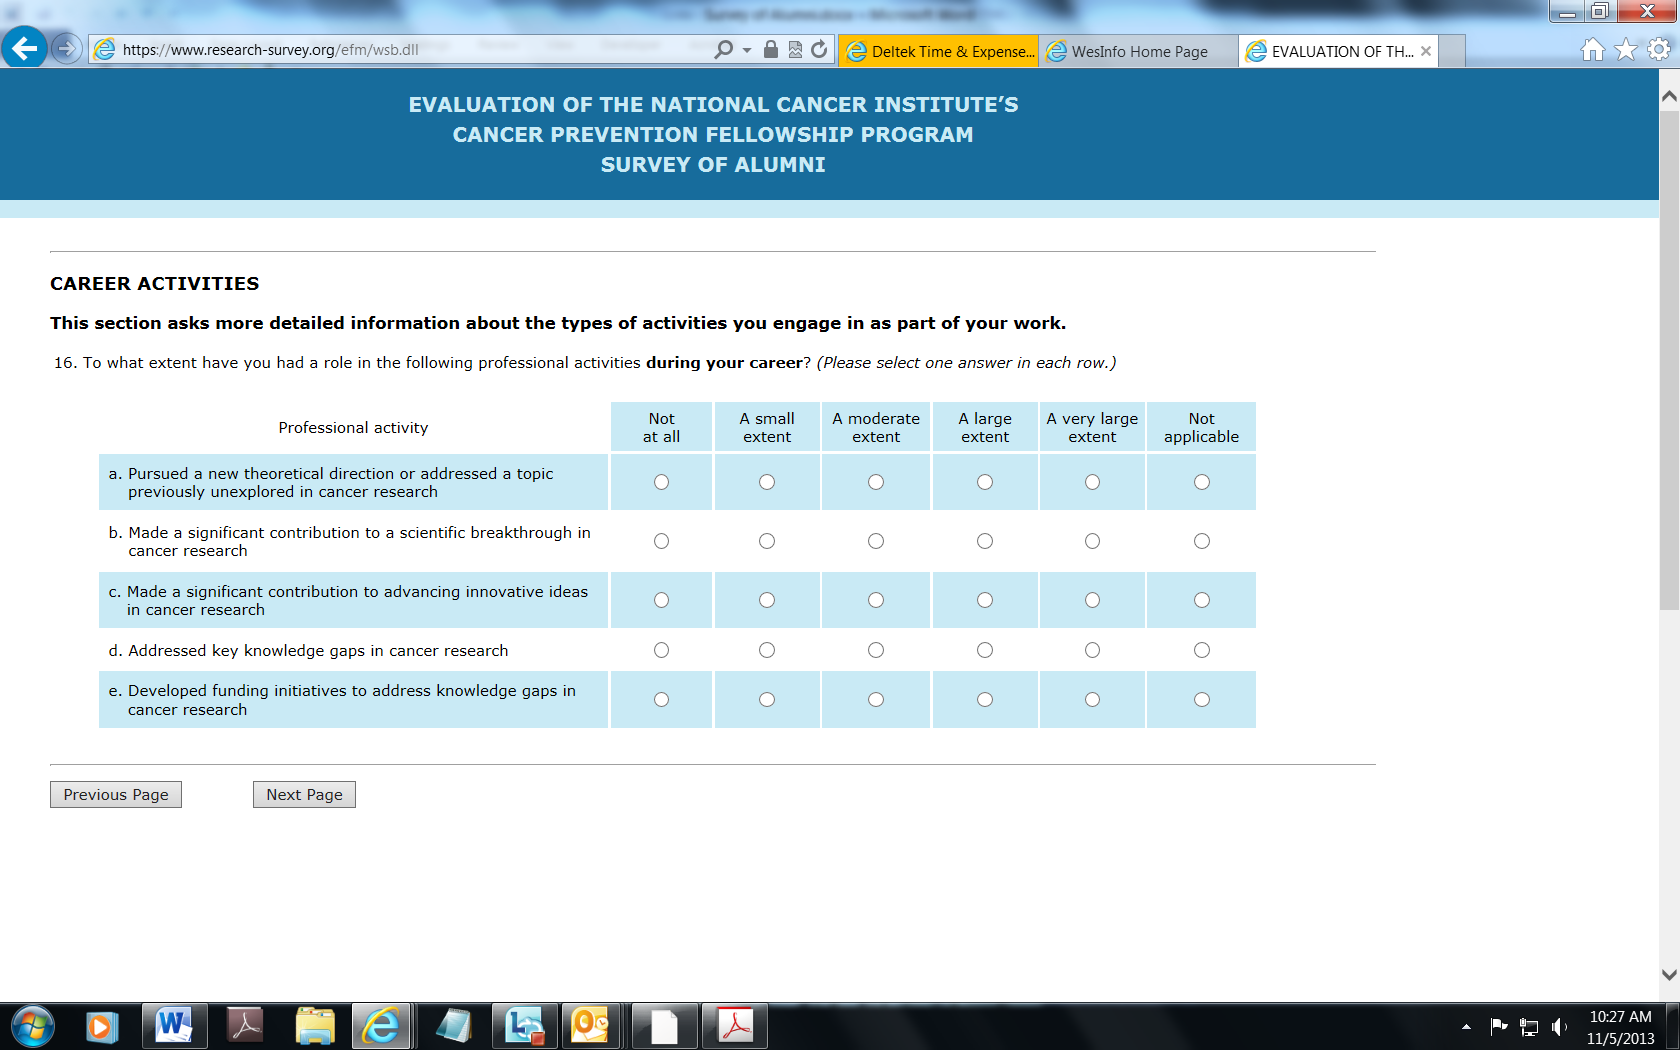 https://www.research-survey.org/efm/wsb.dll
Deltek Time & Expense...
WesInfo Home Page
EVALUATION OF TH...
EVALUATION OF THE NATIONAL CANCER INSTITUTE’S
CANCER PREVENTION FELLOWSHIP PROGRAM
SURVEY OF ALUMNI
CAREER ACTIVITIES
This section asks more detailed information about the types of activities you engage in as part of your work.
16. To what extent have you had a role in the following professional activities during your career? (Please select one answer in each row.)
Professional activity
Not
at all
A small
extent
A moderate
extent
A large
extent
A very large
extent
Not
applicable
a. Pursued a new theoretical direction or addressed a topic
previously unexplored in cancer research
b. Made a significant contribution to a scientific breakthrough in
cancer research
c. Made a significant contribution to advancing innovative ideas
in cancer research
d. Addressed key knowledge gaps in cancer research
e. Developed funding initiatives to address knowledge gaps in
cancer research
Previous Page
Next Page
10:27 AM
11/5/2013